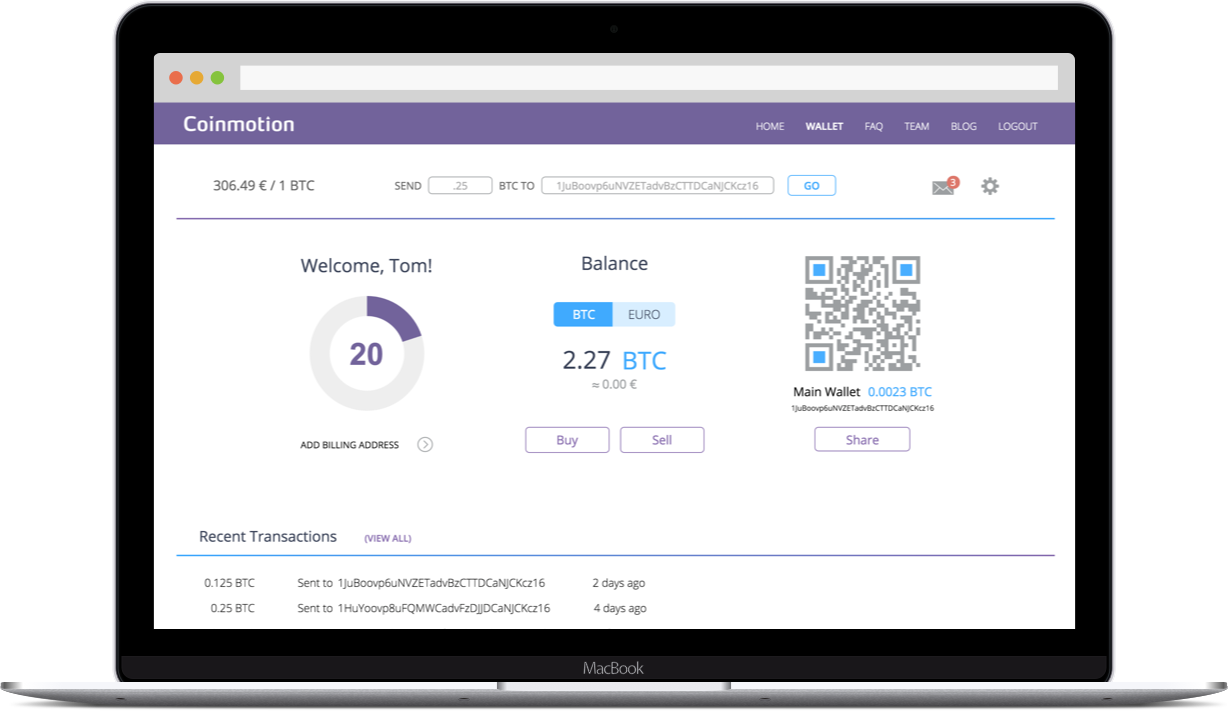 Coinmotion
HOME WALLET FAQ TEAM BLOG LOGOUT
306.49 € / 1 BTC SEND .25 BTC TO 1JuBoovp6uNVZETadvBzCTTDCaNJCKcz16 GO 3
Welcome, Tom!
20
ADD BILLING ADDRESS
Balance
BTC EURO
2.27 BTC
≈ 0.00 €
Buy Sell
Main Wallet 0.0023 BTC
1JuBoovp6uNVZETadvBzCTTDCaNJCKcz16
Share
Recent Transactions (VIEW ALL)
0.125 BTC Sent to 1JuBoovp6uNVZETadvBzCTTDCaNJCKcz16 2 days ago
0.25 BTC Sent to 1HuYoovp8uFQMWCadvFzDJJDCaNJCKcz16 4 days ago
MacBook